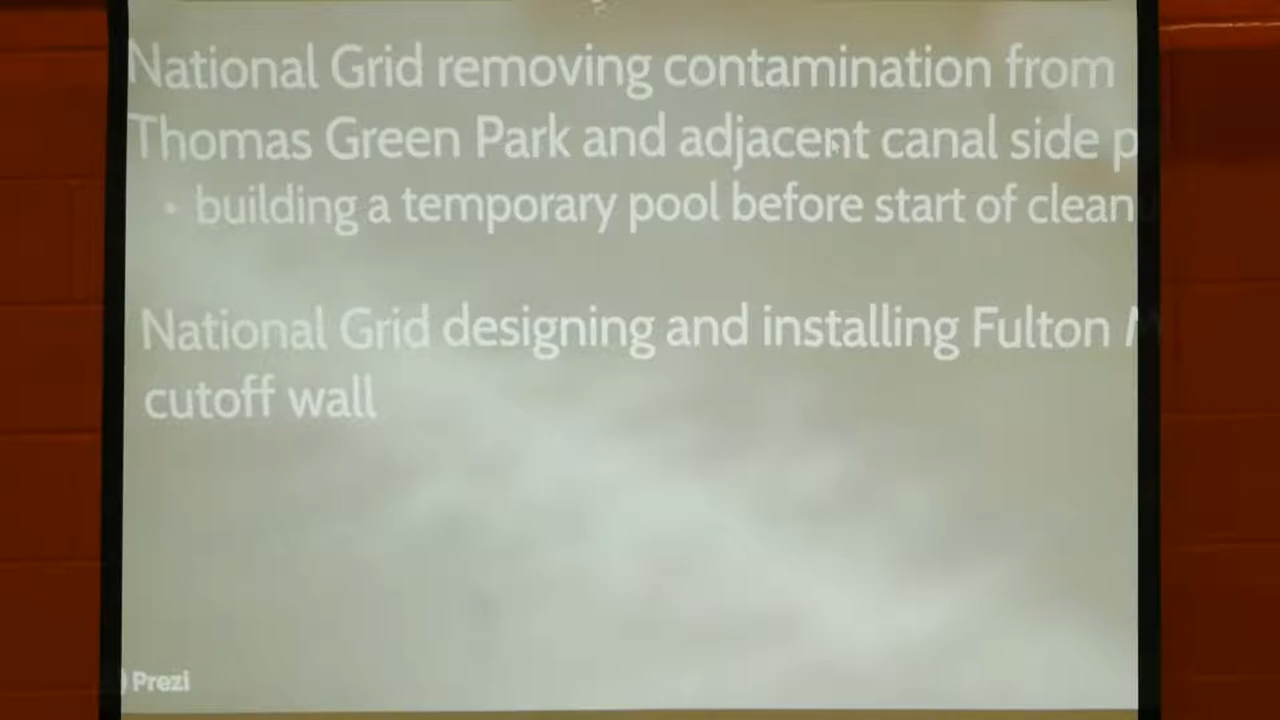 National Grid removing contamination from
Thomas Green Park and adjacent canal side p
• building a temporary pool before start of clean
National Grid designing and installing Fulton
cutoff wall
Prezi